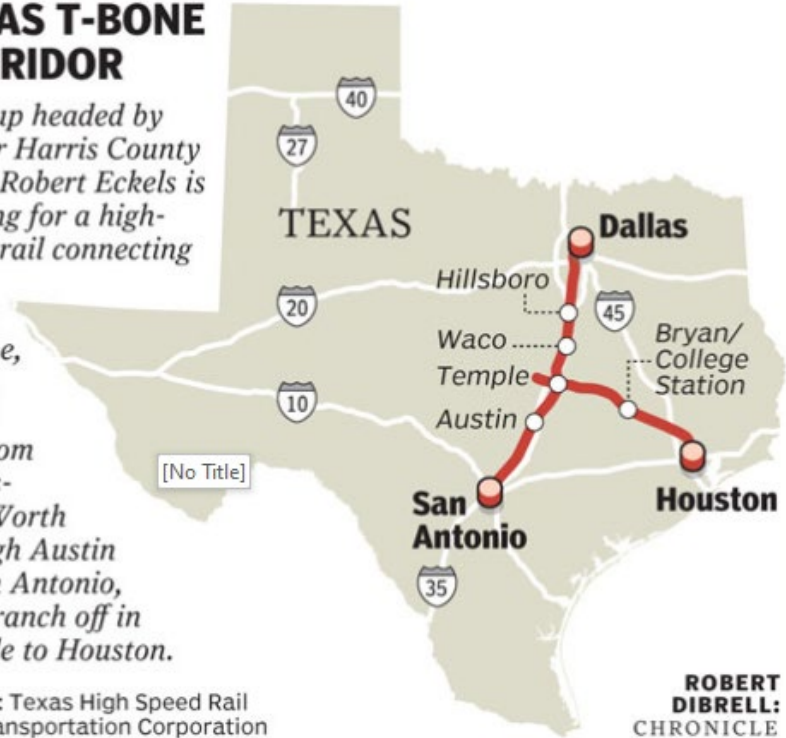 AS T-BONE
RIDOR
up headed by
r Harris County
Robert Eckels is
ng for a high-
rail connecting
e,
om
-
Worth
gh Austin
n Antonio,
ranch off in
le to Houston.
: Texas High Speed Rail
ansportation Corporation
40
27
TEXAS
Dallas
Hillsboro
20
45
Waco
Bryan/
College
Station
Temple
10
Austin
[No Title]
San
Antonio
Houston
35
ROBERT
DIBRELL:
CHRONICLE